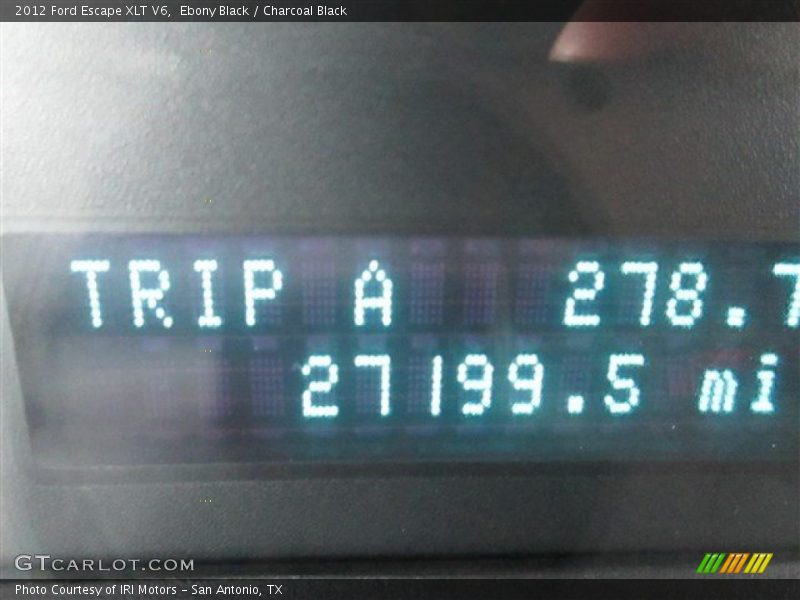 2012 Ford Escape XLT V6,  Ebony Black / Charcoal Black
TRIP A 278.7
27199.5 mi
GTCARLOT.COM
Photo Courtesy of IRI Motors – San Antonio, TX